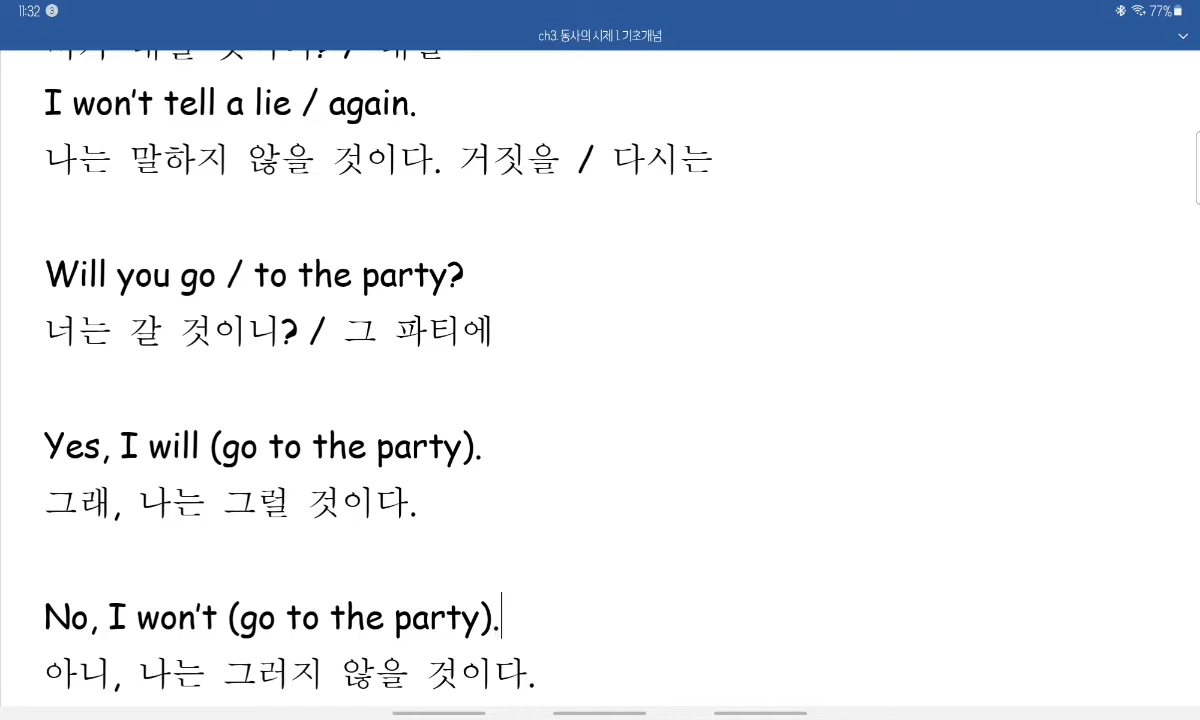 11:32 3 77%
ch3. 동사의 시제 1. 기초개념
I won't tell a lie / again.
나는 말하지 않을 것이다. 거짓을 / 다시는
Will you go / to the party?
너는 갈 것이니? / 그 파티에
Yes, I will (go to the party).
그래, 나는 그럴 것이다.
No, I won't (go to the party).
아니, 나는 그러지 않을 것이다.